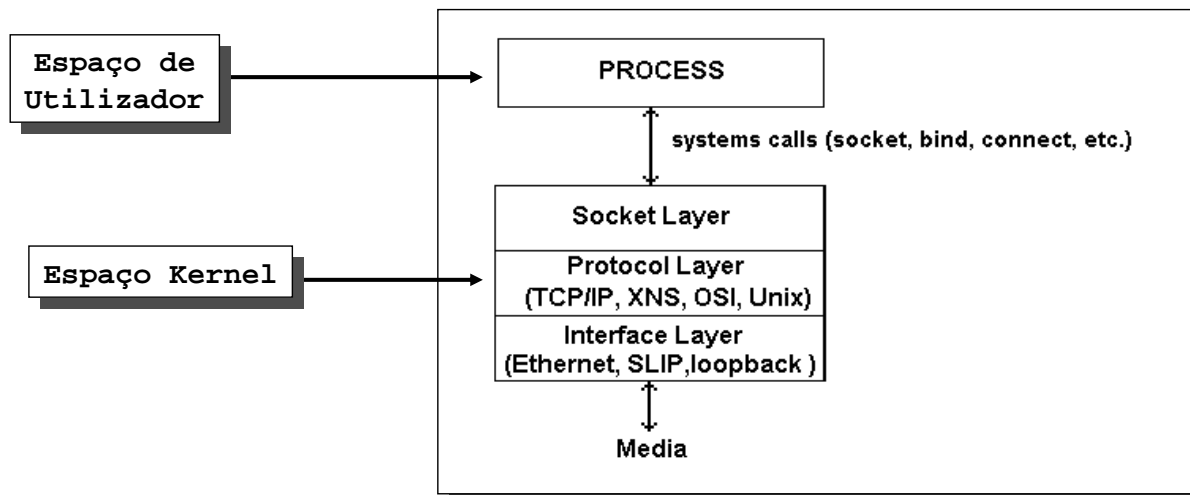 Espaço de
Utilizador
PROCESS
systems calls (socket, bind, connect, etc.)
Socket Layer
Espaço Kernel
Protocol Layer
(TCP/IP, XNS, OSI, Unix)
Interface Layer
(Ethernet, SLIP,loopback )
Media